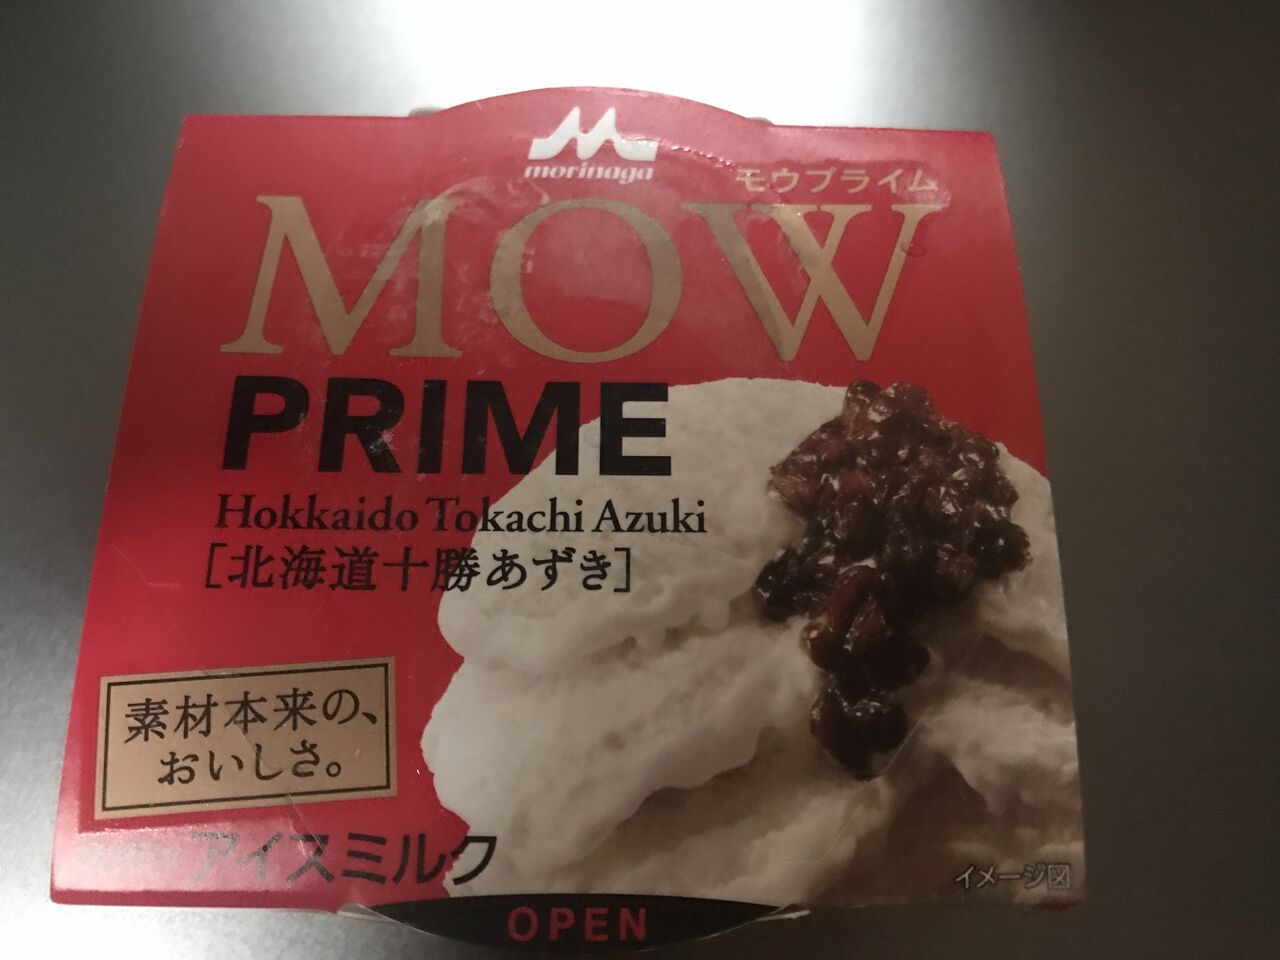 morinaga
モウプライム
MOW
PRIME
Hokkaido Tokachi Azuki
[北海道十勝あずき]
素材本来の、
おいしさ。
アイスミルク
イメージ図
OPEN